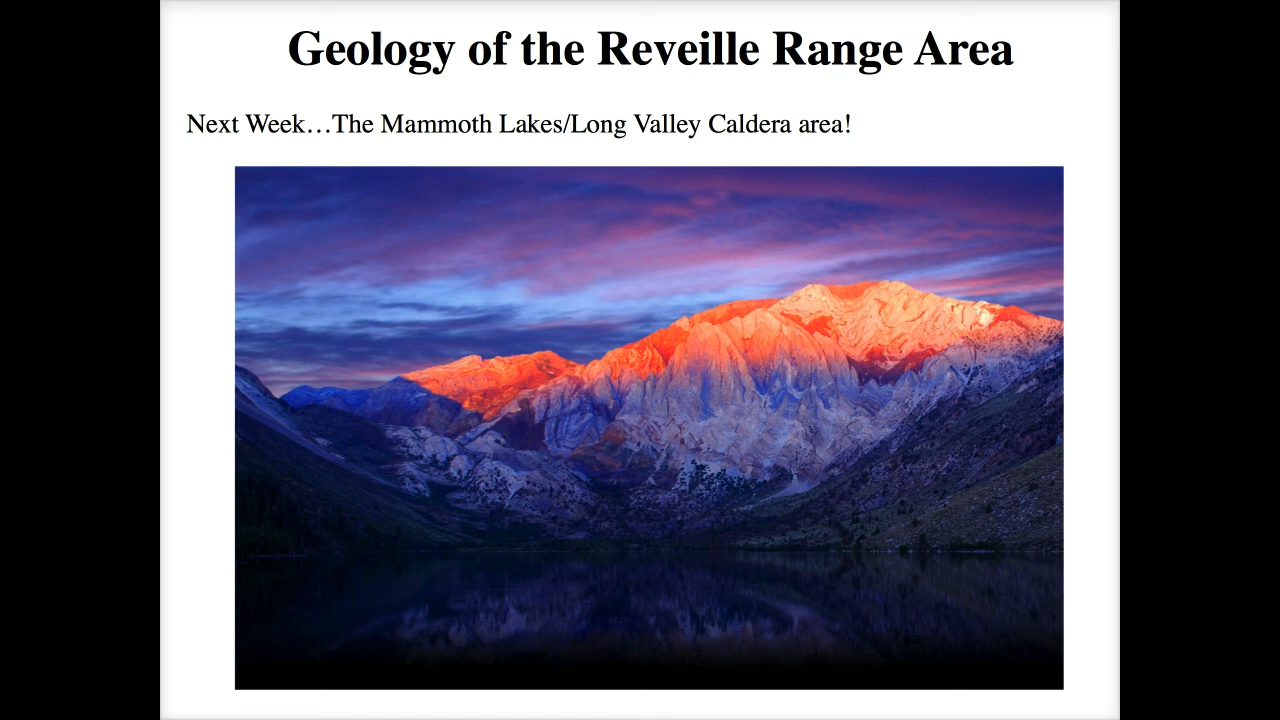 Geology of the Reveille Range Area
Next Week…The Mammoth Lakes/Long Valley Caldera area!